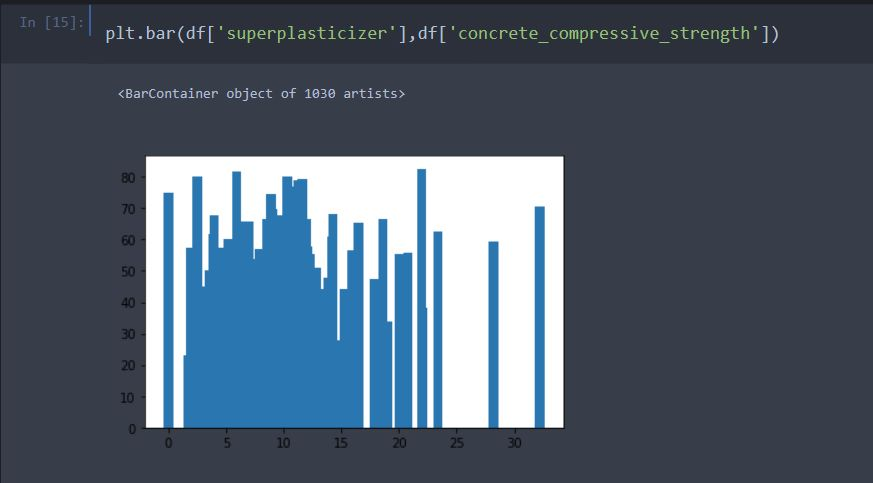 In [15]:
plt.bar(df['superplasticizer'],df['concrete_compressive_strength'])
<BarContainer object of 1030 artists>
80
70
60
50
40
30
20
10
0
0 5 10 15 20 25 30